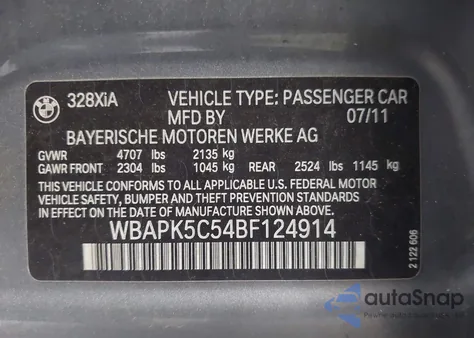 BMW
328XiA VEHICLE TYPE: PASSENGER CAR
MFD BY 07/11
BAYERISCHE MOTOREN WERKE AG
GVWR 4707 lbs 2135 kg
GAWR FRONT 2304 lbs 1045 kg REAR 2524 lbs 1145 kg
THIS VEHICLE CONFORMS TO ALL APPLICABLE U.S. FEDERAL MOTOR
VEHICLE SAFETY, BUMPER AND THEFT PREVENTION STANDARDS IN
EFFECT ON THE DATE OF MANUFACTURE SHOWN ABOVE.
WBAPK5C54BF124914
2 122 606
autoSnap